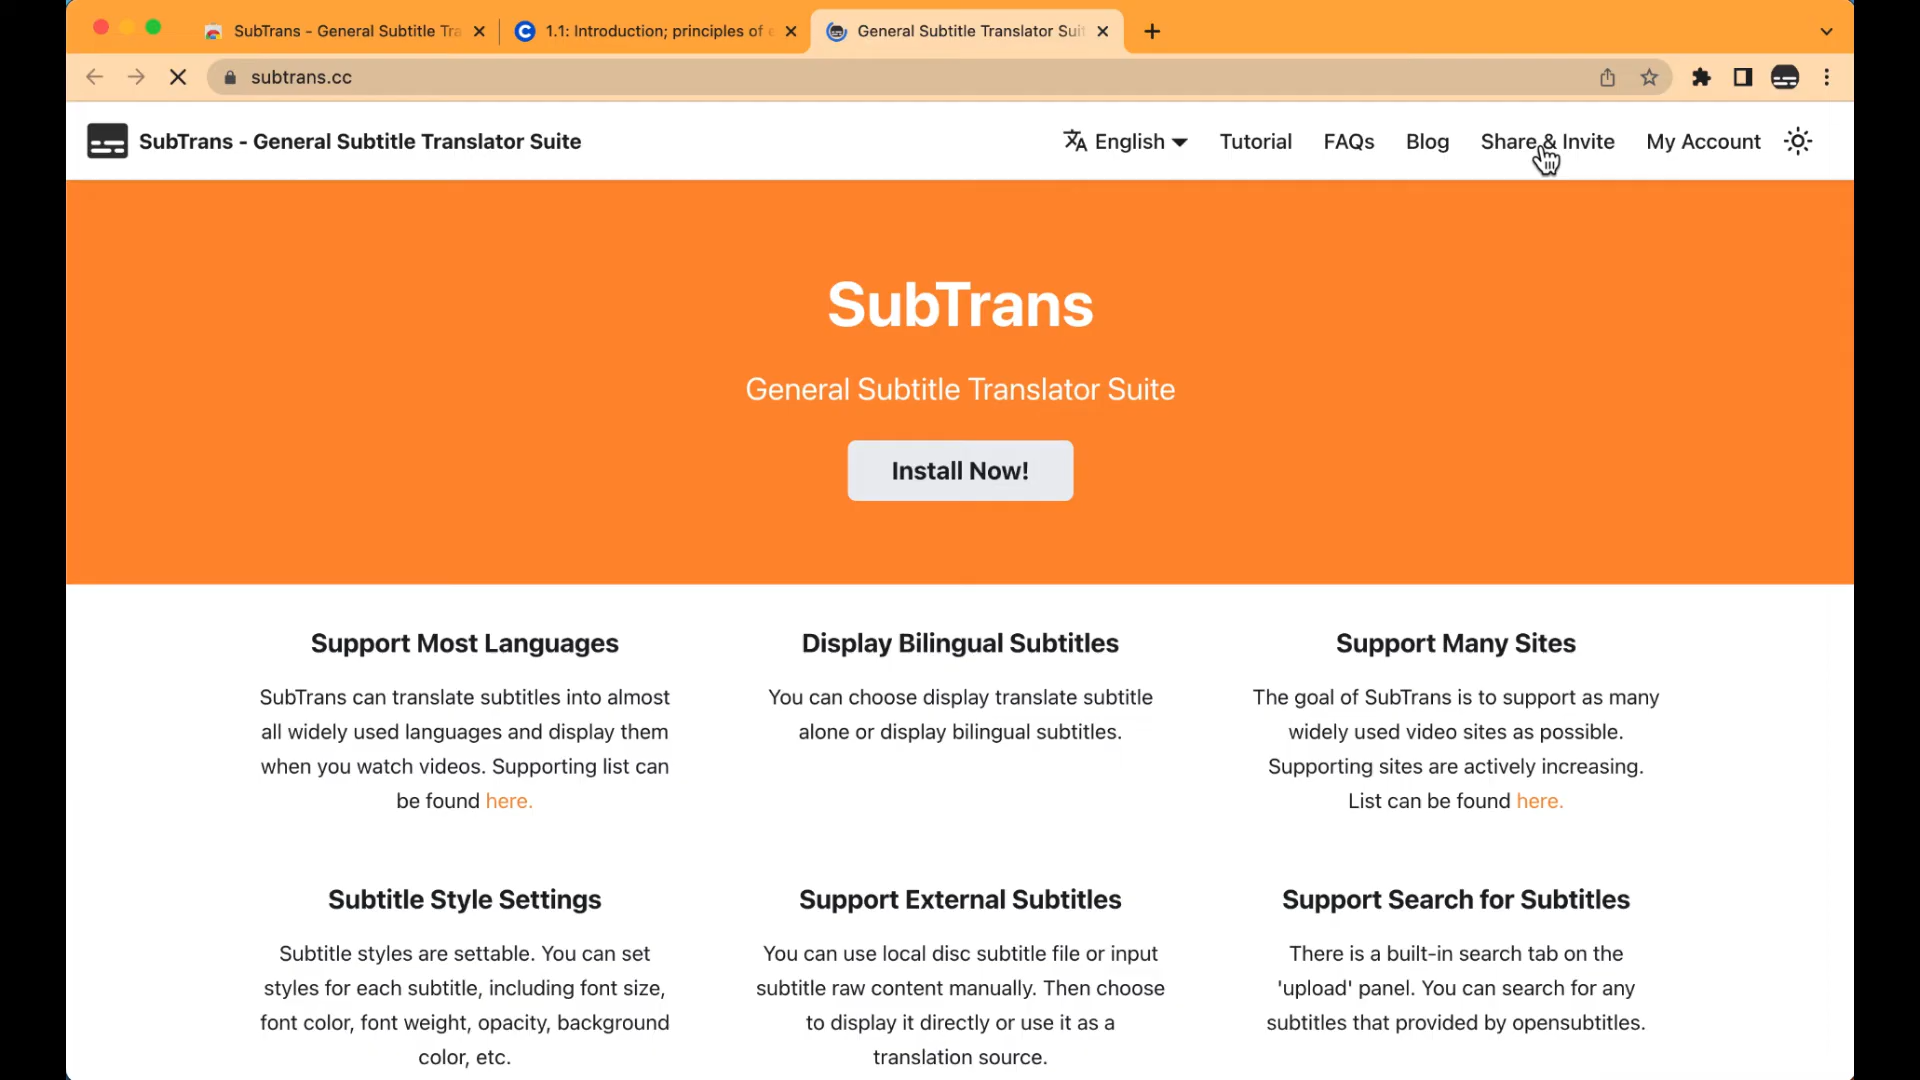 SubTrans - General Subtitle Tra
1.1: Introduction; principles of e
General Subtitle Translator Suit
subtrans.cc
SubTrans - General Subtitle Translator Suite
English
Tutorial
FAQs
Blog
Share & Invite
My Account
SubTrans
General Subtitle Translator Suite
Install Now!
Support Most Languages
SubTrans can translate subtitles into almost
all widely used languages and display them
when you watch videos. Supporting list can
be found here.
Display Bilingual Subtitles
You can choose display translate subtitle
alone or display bilingual subtitles.
Support Many Sites
The goal of SubTrans is to support as many
widely used video sites as possible.
Supporting sites are actively increasing.
List can be found here.
Subtitle Style Settings
Subtitle styles are settable. You can set
styles for each subtitle, including font size,
font color, font weight, opacity, background
color, etc.
Support External Subtitles
You can use local disc subtitle file or input
subtitle raw content manually. Then choose
to display it directly or use it as a
translation source.
Support Search for Subtitles
There is a built-in search tab on the
'upload' panel. You can search for any
subtitles that provided by opensubtitles.